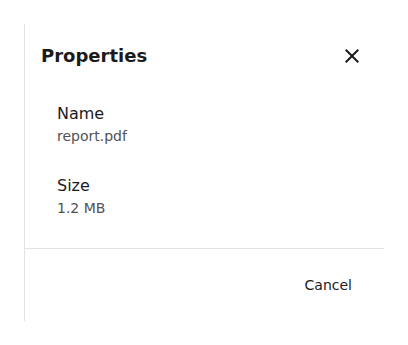 Properties
Name
report.pdf
Size
1.2 MB
Cancel